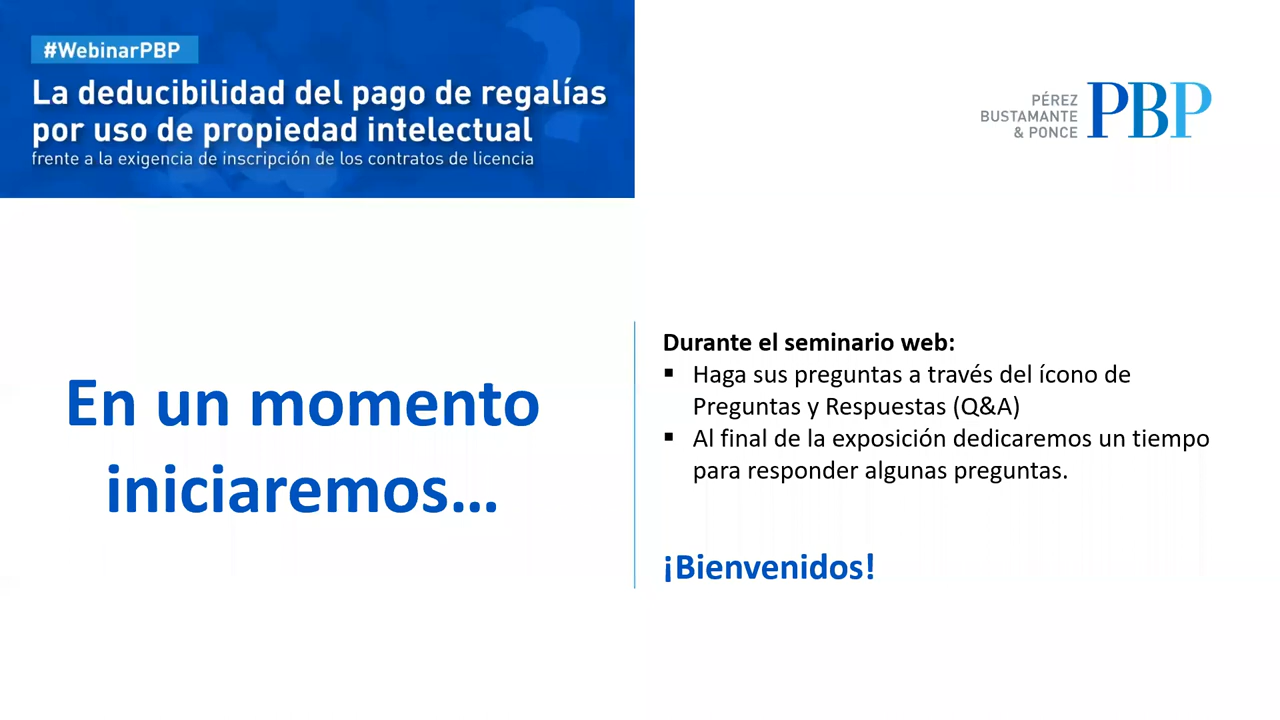 #WebinarPBP
La deducibilidad del pago de regalías
por uso de propiedad intelectual
frente a la exigencia de inscripción de los contratos de licencia
PÉREZ
BUSTAMANTE
& PONCE
PBP
En un momento
iniciaremos...
Durante el seminario web:
▪ Haga sus preguntas a través del ícono de
Preguntas y Respuestas (Q&A)
▪ Al final de la exposición dedicaremos un tiempo
para responder algunas preguntas.
¡Bienvenidos!